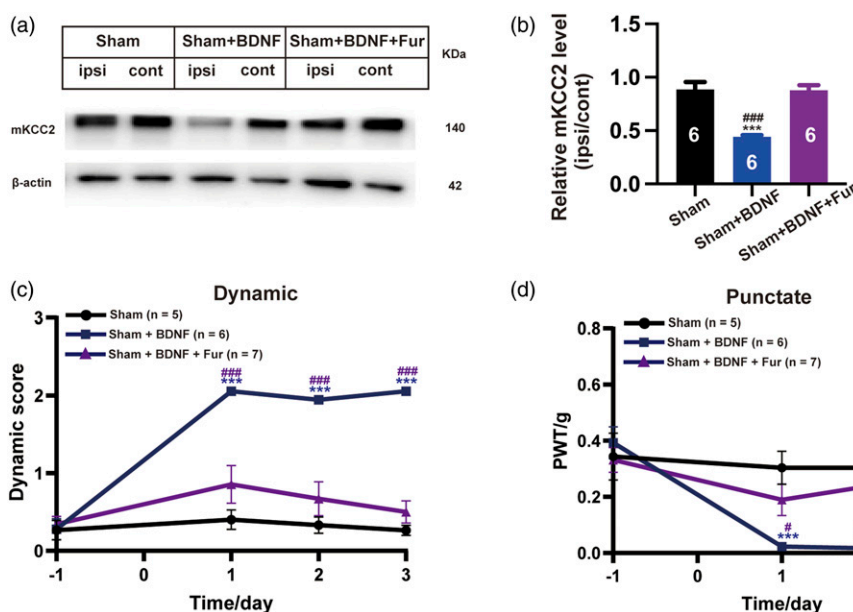 (a)
Sham Sham+BDNF Sham+BDNF+Fur KDa
ipsi cont ipsi cont ipsi cont
mKCC2 140
β-actin 42
(b)
Relative mKCC2 level
(ipsi/cont)
1.5
1.0
0.5
0.0
###
***
6 6 6
Sham
Sham+BDNF
Sham+BDNF+Fur
(c)
Dynamic
Sham (n = 5)
Sham + BDNF (n = 6)
Sham + BDNF + Fur (n = 7)
### ### ###
*** *** ***
Dynamic score
3
2
1
0
-1 0 1 2 3
Time/day
(d)
Punctate
Sham (n = 5)
Sham + BDNF (n = 6)
Sham + BDNF + Fur (n = 7)
PWT/g
0.8
0.6
0.4
0.2
0.0
#
***
-1 0 1
Time/day